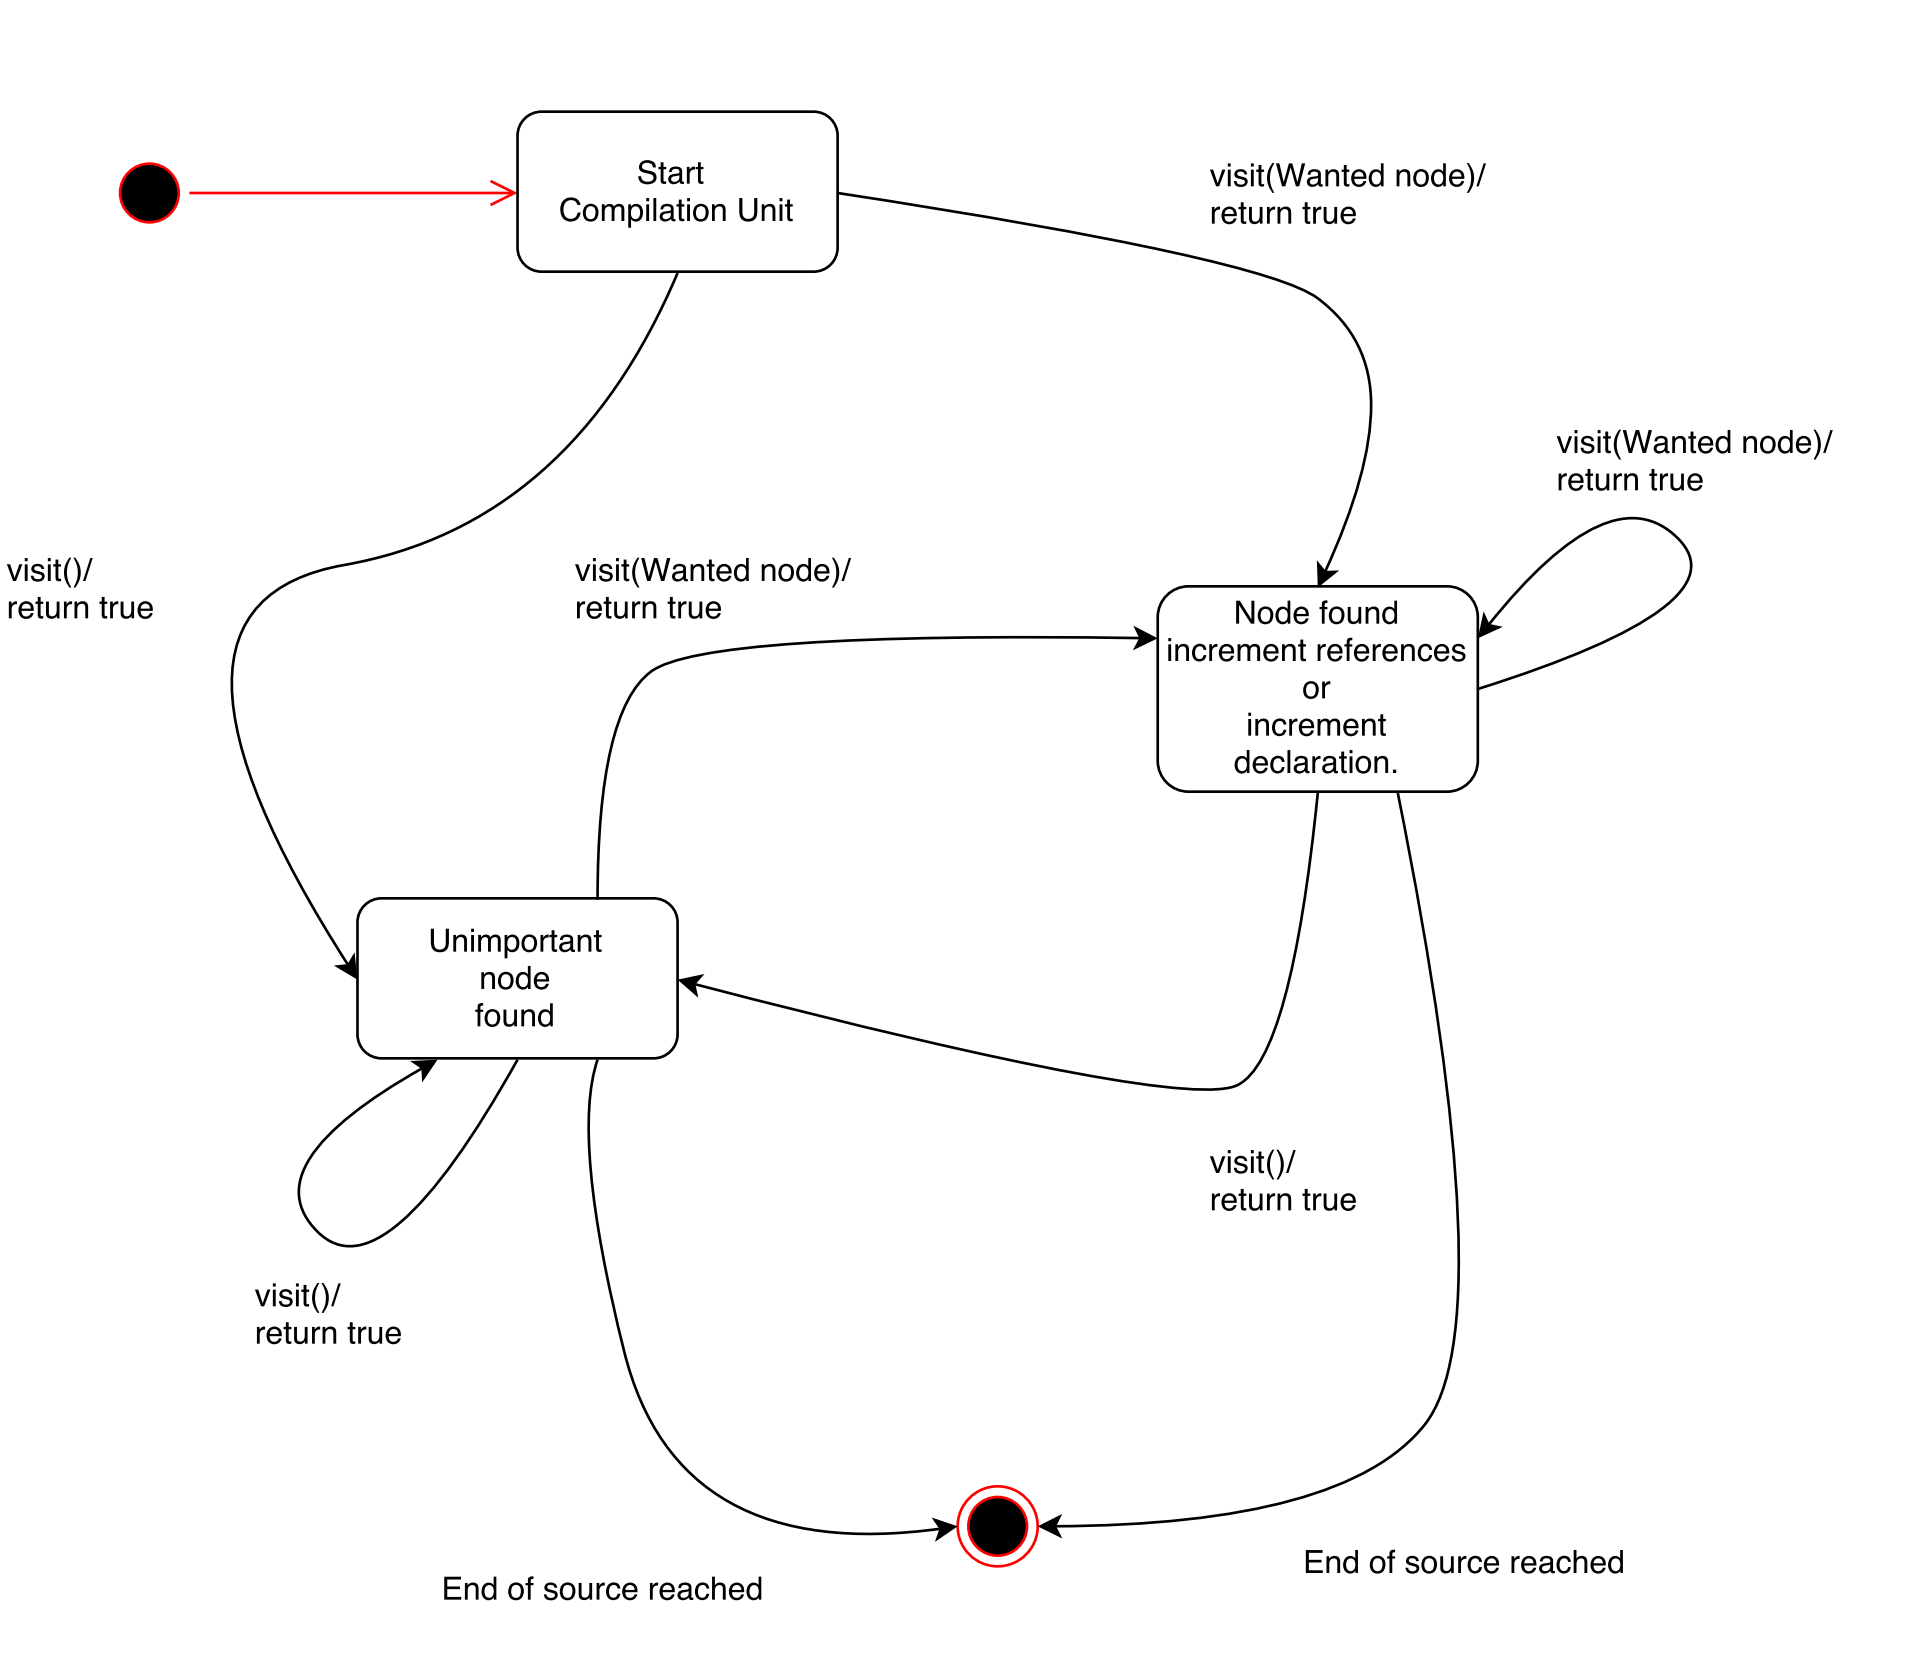 Start
Compilation Unit
visit(Wanted node)/
return true
visit(Wanted node)/
return true
visit()/
return true
visit(Wanted node)/
return true
Node found
increment references
or
increment
declaration.
Unimportant
node
found
visit()/
return true
visit()/
return true
End of source reached
End of source reached